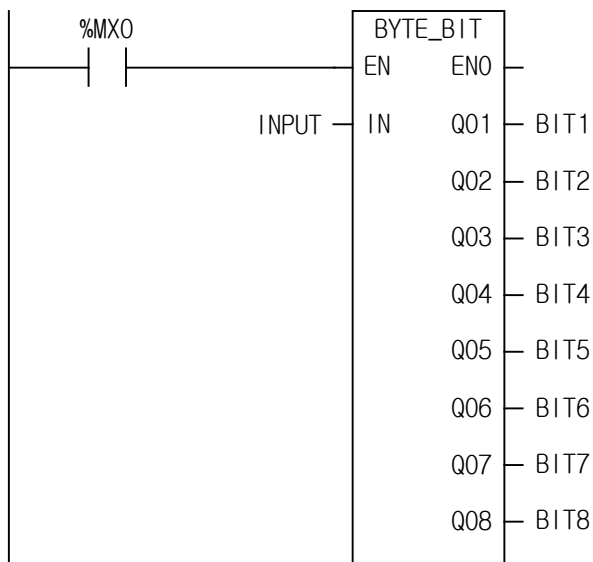 %MX0 BYTE_BIT
EN ENO
INPUT IN Q01 BIT1
Q02 BIT2
Q03 BIT3
Q04 BIT4
Q05 BIT5
Q06 BIT6
Q07 BIT7
Q08 BIT8